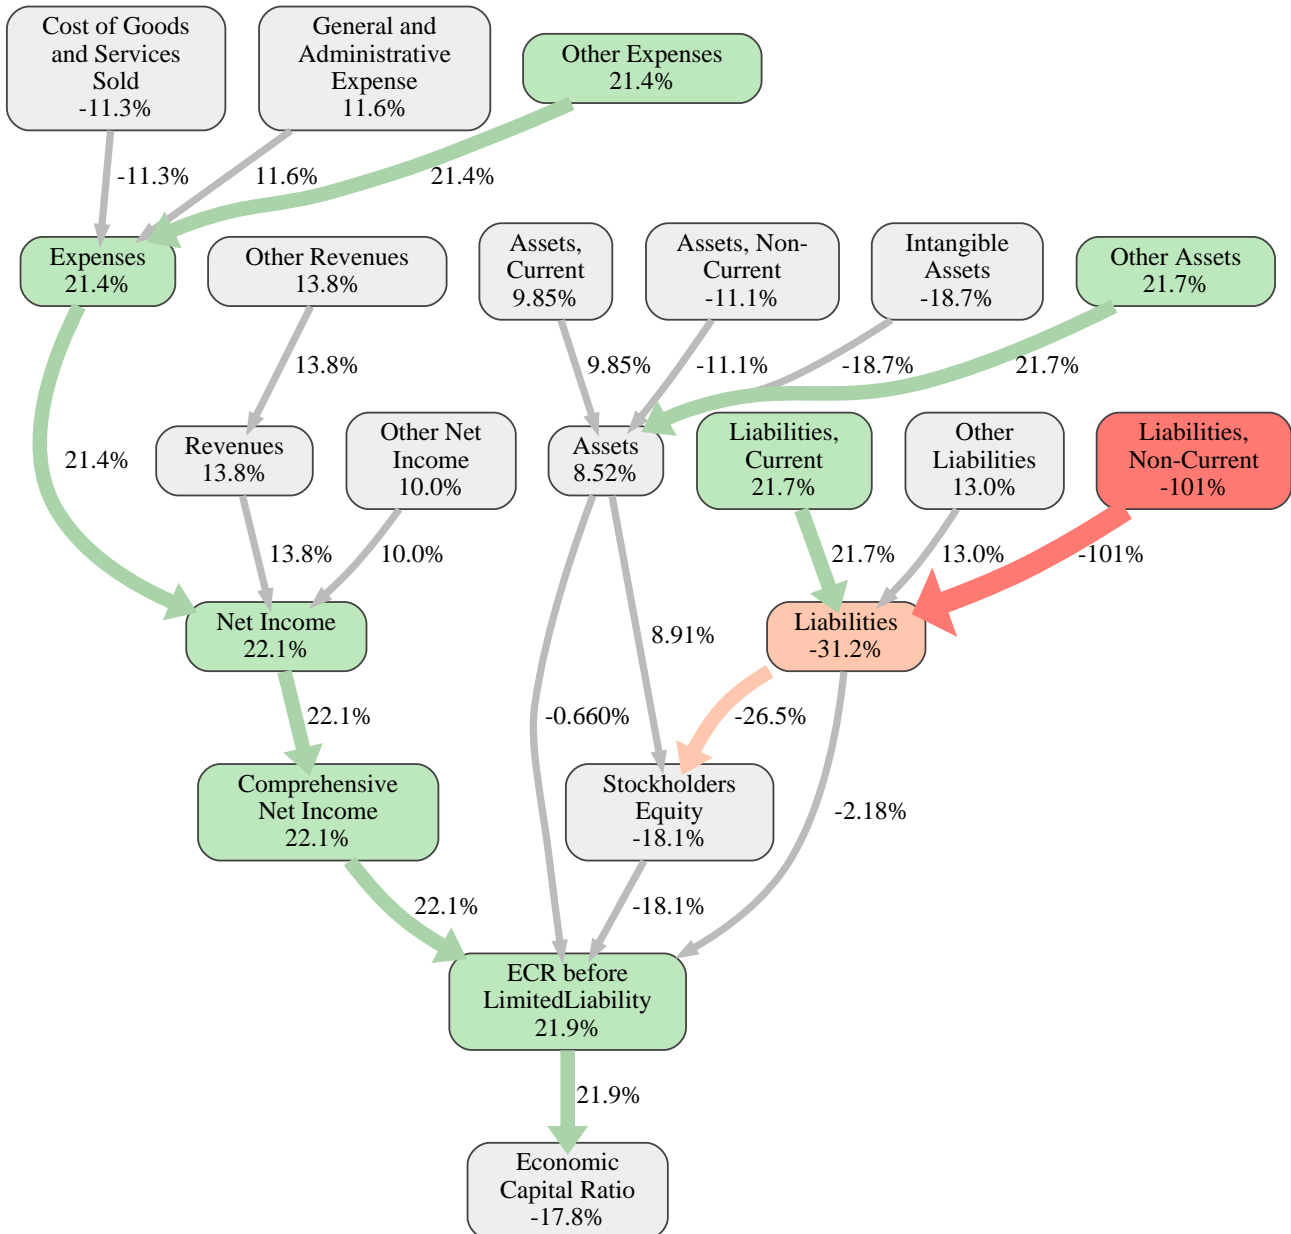 Cost of Goods
and Services
Sold
-11.3%
General and
Administrative
Expense
11.6%
Other Expenses
21.4%
-11.3%
11.6%
21.4%
Expenses
21.4%
Other Revenues
13.8%
Assets,
Current
9.85%
Assets, Non-
Current
-11.1%
Intangible
Assets
-18.7%
Other Assets
21.7%
13.8%
9.85%
-11.1%
-18.7%
21.7%
21.4%
Revenues
13.8%
Other Net
Income
10.0%
Assets
8.52%
Liabilities,
Current
21.7%
Other
Liabilities
13.0%
Liabilities,
Non-Current
-101%
13.8%
10.0%
21.7%
13.0%
-101%
Net Income
22.1%
8.91%
Liabilities
-31.2%
22.1%
-0.660%
-26.5%
Comprehensive
Net Income
22.1%
Stockholders
Equity
-18.1%
-2.18%
22.1%
-18.1%
ECR before
LimitedLiability
21.9%
21.9%
Economic
Capital Ratio
-17.8%